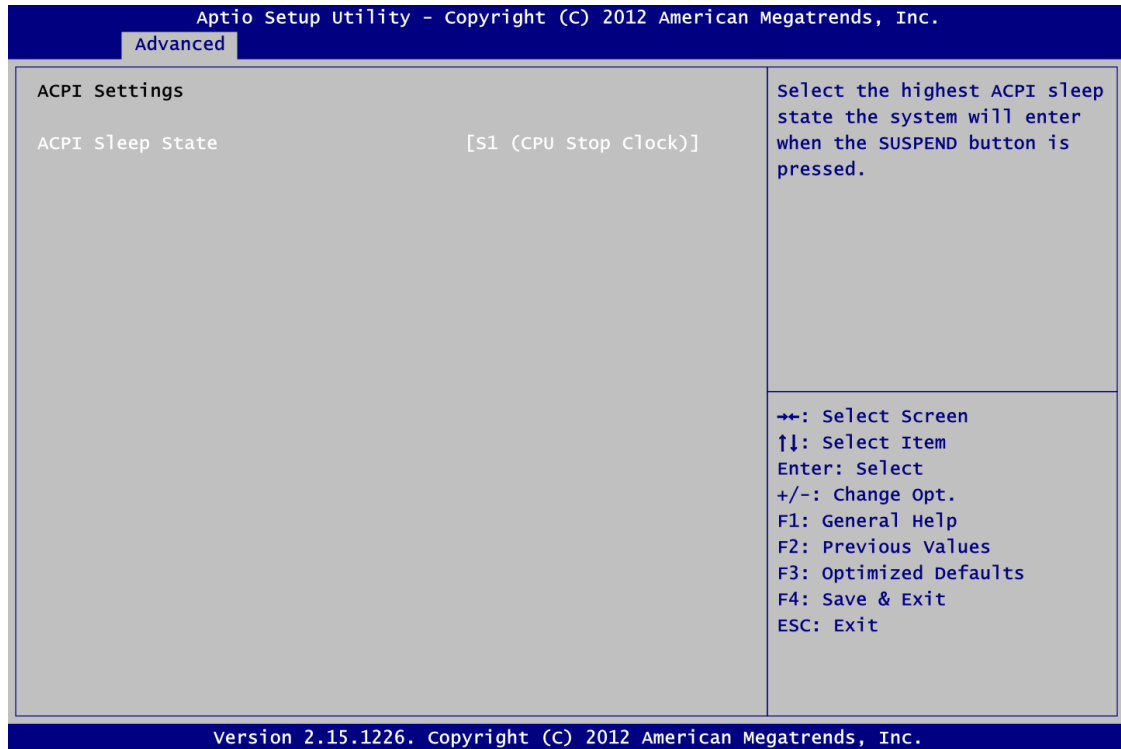 Aptio Setup Utility - Copyright (C) 2012 American Megatrends, Inc.
Advanced
ACPI Settings
ACPI Sleep State [S1 (CPU Stop Clock)]
Select the highest ACPI sleep
state the system will enter
when the SUSPEND button is
pressed.
→←: Select Screen
↑↓: Select Item
Enter: Select
+/-: Change Opt.
F1: General Help
F2: Previous Values
F3: Optimized Defaults
F4: Save & Exit
ESC: Exit
Version 2.15.1226. Copyright (C) 2012 American Megatrends, Inc.